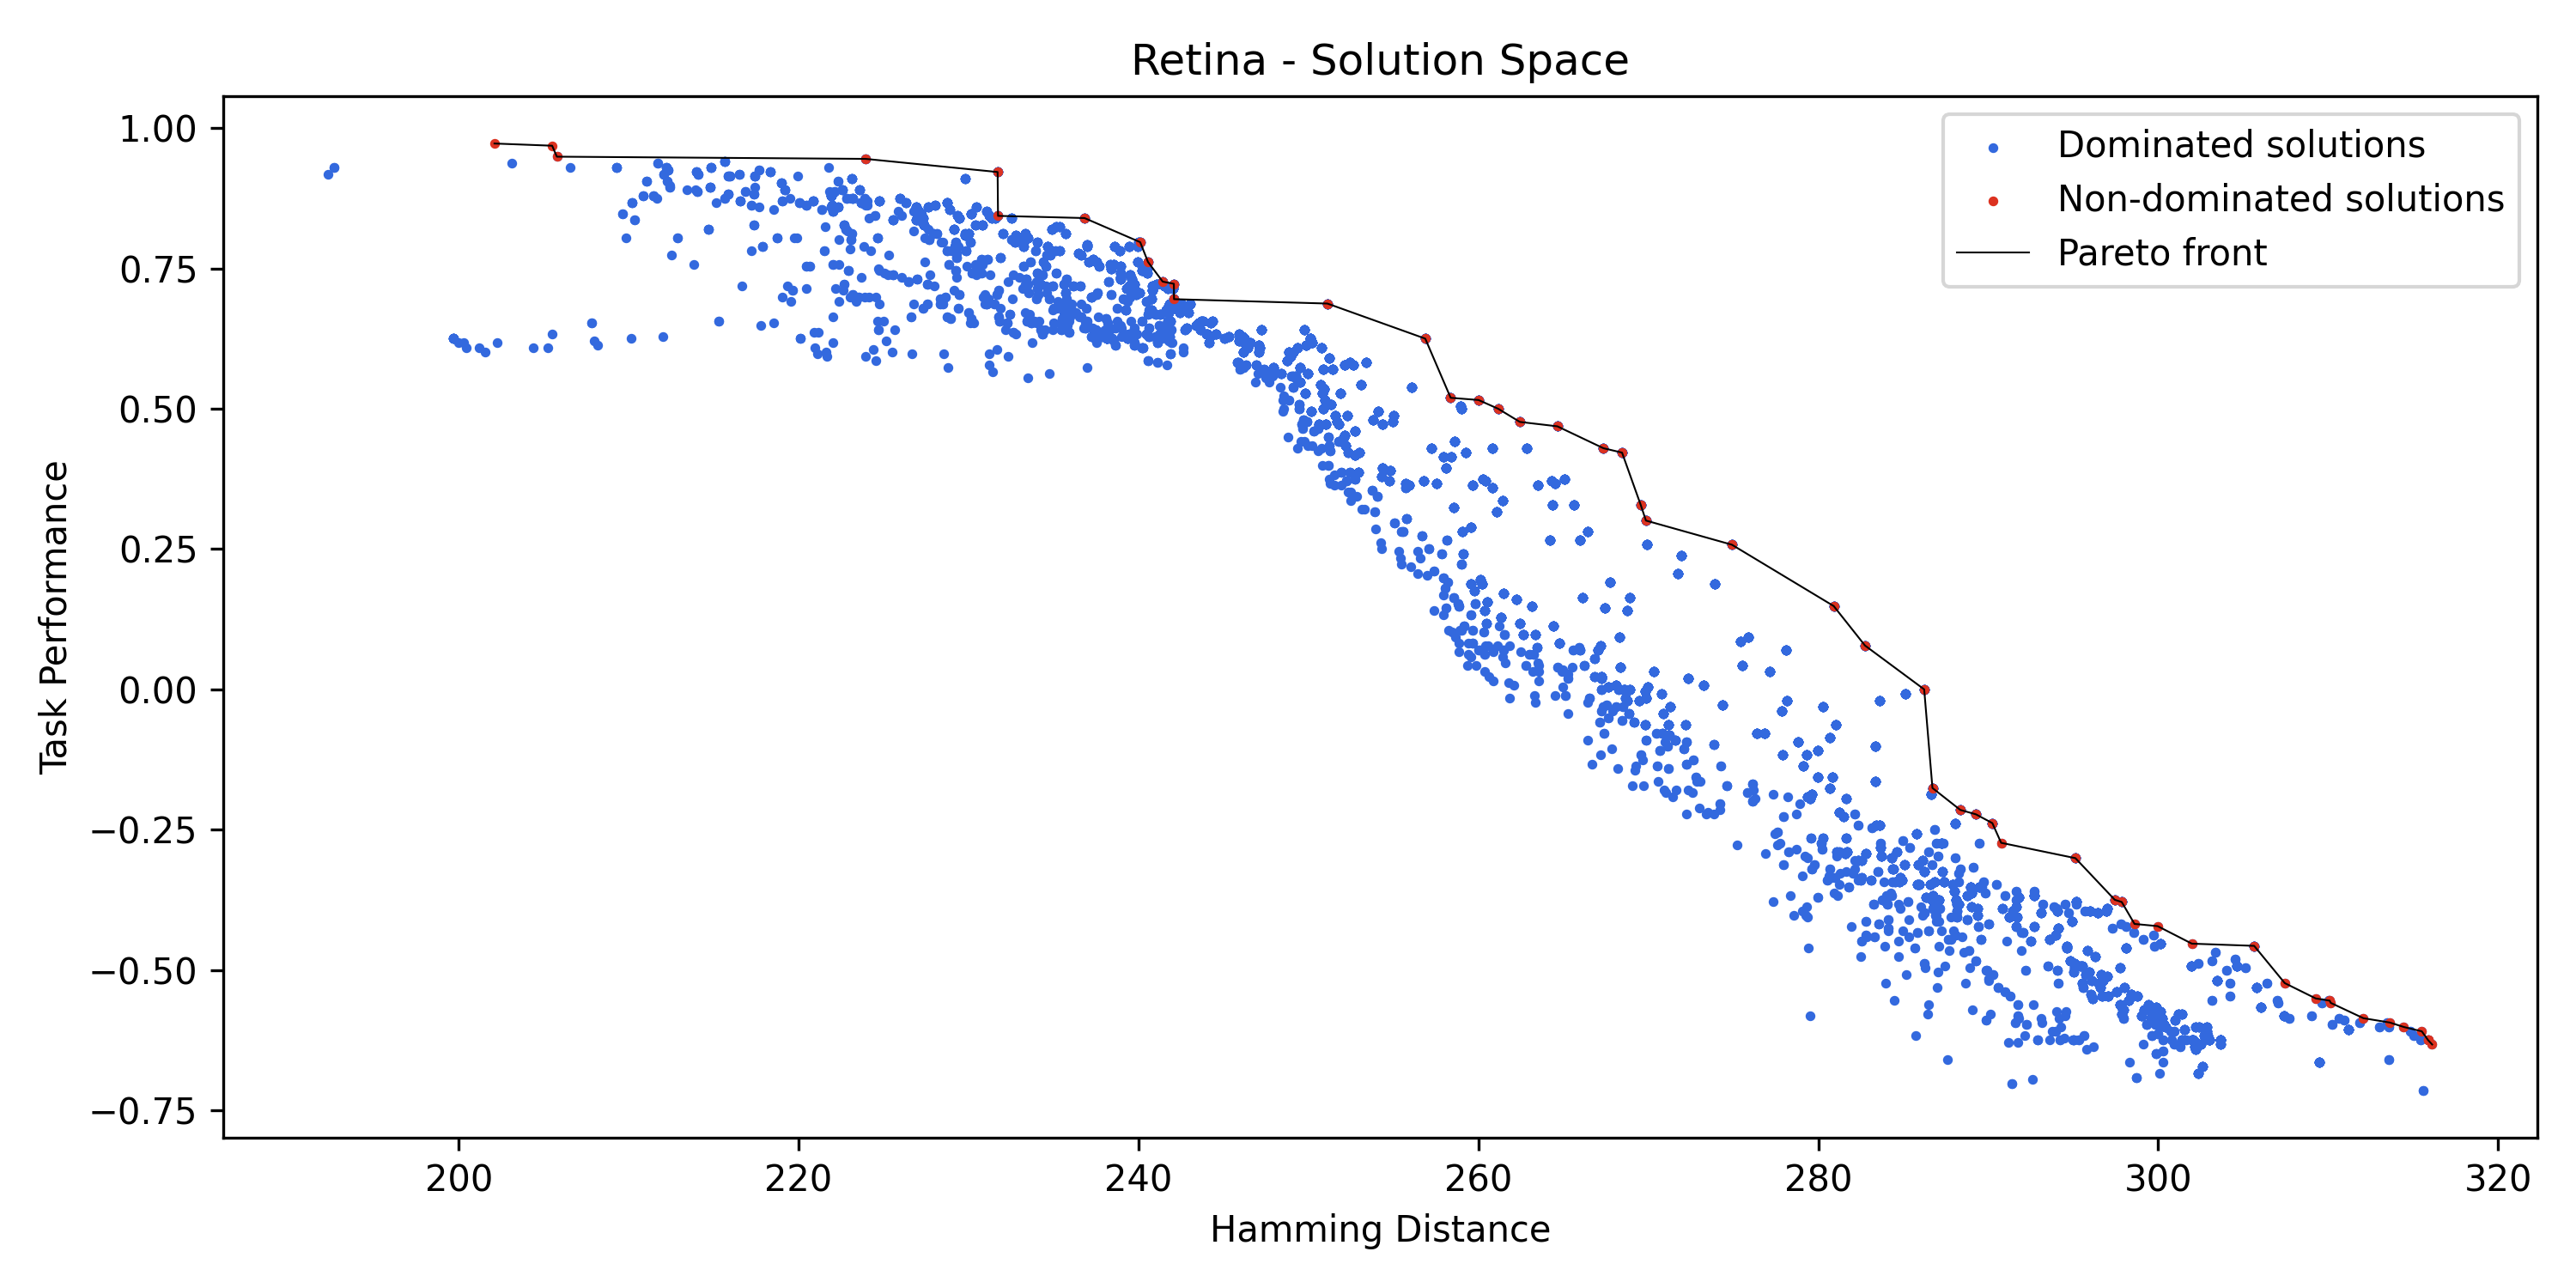 Retina - Solution Space
Dominated solutions
Non-dominated solutions
Pareto front
Task Performance
1.00
0.75
0.50
0.25
0.00
−0.25
−0.50
−0.75
200 220 240 260 280 300 320
Hamming Distance